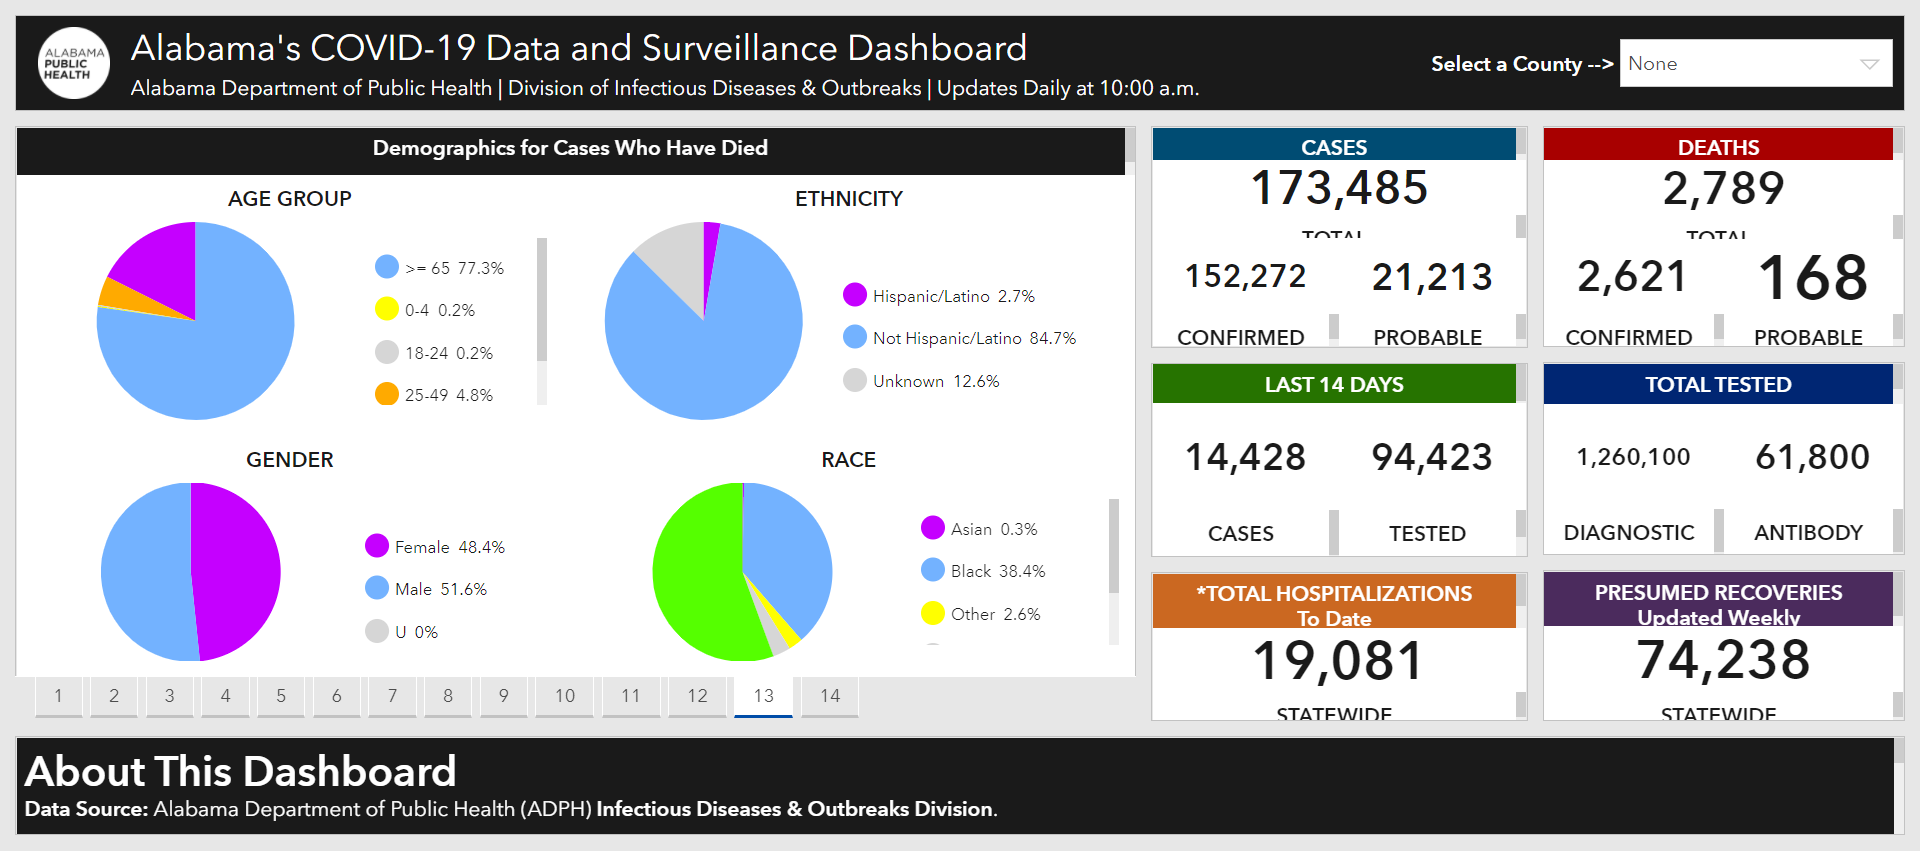 ALABAMA
PUBLIC
HEALTH
Alabama's COVID-19 Data and Surveillance Dashboard
Alabama Department of Public Health | Division of Infectious Diseases & Outbreaks | Updates Daily at 10:00 a.m.
Select a County -->
None
Demographics for Cases Who Have Died
AGE GROUP
>= 65 77.3%
0-4 0.2%
18-24 0.2%
25-49 4.8%
ETHNICITY
Hispanic/Latino 2.7%
Not Hispanic/Latino 84.7%
Unknown 12.6%
GENDER
Female 48.4%
Male 51.6%
U 0%
RACE
Asian 0.3%
Black 38.4%
Other 2.6%
1 2 3 4 5 6 7 8 9 10 11 12 13 14
CASES
173,485
TOTAL
152,272
CONFIRMED
21,213
PROBABLE
DEATHS
2,789
TOTAL
2,621
CONFIRMED
168
PROBABLE
LAST 14 DAYS
14,428
CASES
94,423
TESTED
TOTAL TESTED
1,260,100
DIAGNOSTIC
61,800
ANTIBODY
*TOTAL HOSPITALIZATIONS
To Date
19,081
STATEWIDE
PRESUMED RECOVERIES
Updated Weekly
74,238
STATEWIDE
About This Dashboard
Data Source: Alabama Department of Public Health (ADPH) Infectious Diseases & Outbreaks Division.